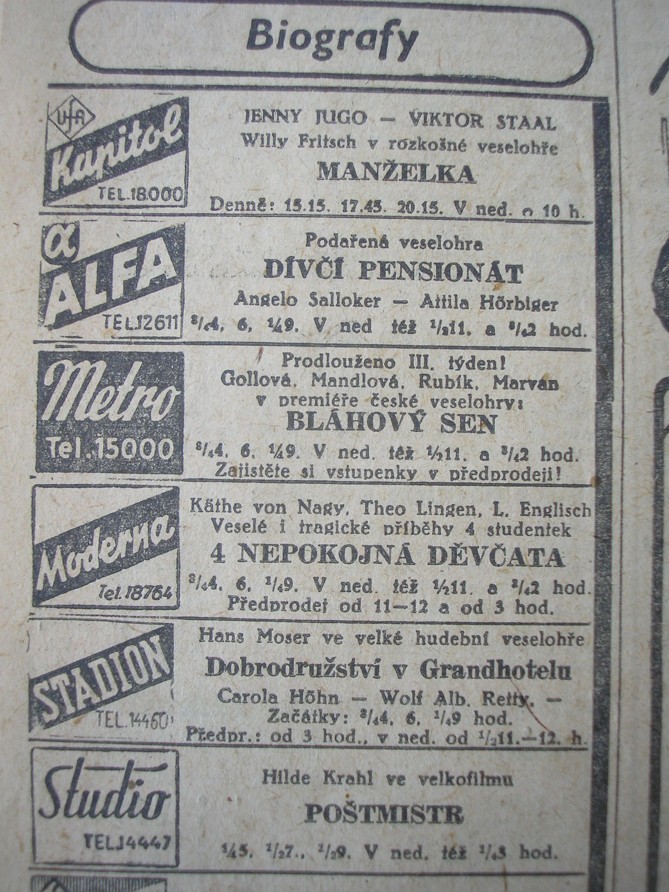 Biografy
UFA
Kapitol
TEL.18000
JENNY JUGO — VIKTOR STAAL
Willy Fritsch v rozkošné veselohře
MANŽELKA
Denně: 15.15. 17.45. 20.15. V ned. o 10 h.
α
ALFA
TEL.12611
Podařená veselohra
DÍVČÍ PENSIONÁT
Angelo Salloker — Attila Hörbiger
¾4, 6, ¼9. V ned též ½11. a ¾2 hod.
Metro
Tel.15000
Prodlouženo III. týden!
Gollová, Mandlová, Rubík, Marvan
v premiéře české veselohry:
BLÁHOVÝ SEN
¾4, 6, ¼9. V ned. též ½11. a ¾2 hod.
Zajistěte si vstupenky v předprodeji!
Moderna
Tel.18764
Käthe von Nagy, Theo Lingen, L. Englisch
Veselé i tragické příběhy 4 studentek
4 NEPOKOJNÁ DĚVČATA
¾4, 6, ¼9. V ned. též ½11. a ¾2 hod.
Předprodej od 11—12 a od 3 hod.
STADION
TEL.14460
Hans Moser ve velké hudební veselohře
Dobrodružství v Grandhotelu
Carola Höhn — Wolf Alb. Retty. —
Začátky: ¾4, 6, ¼9 hod.
Předpr.: od 3 hod., v ned. od ½11.—12. h.
Studio
TEL.14447
Hilde Krahl ve velkofilmu
POŠTMISTR
¼5, ½7., ½9. V ned. též ½3 hod.